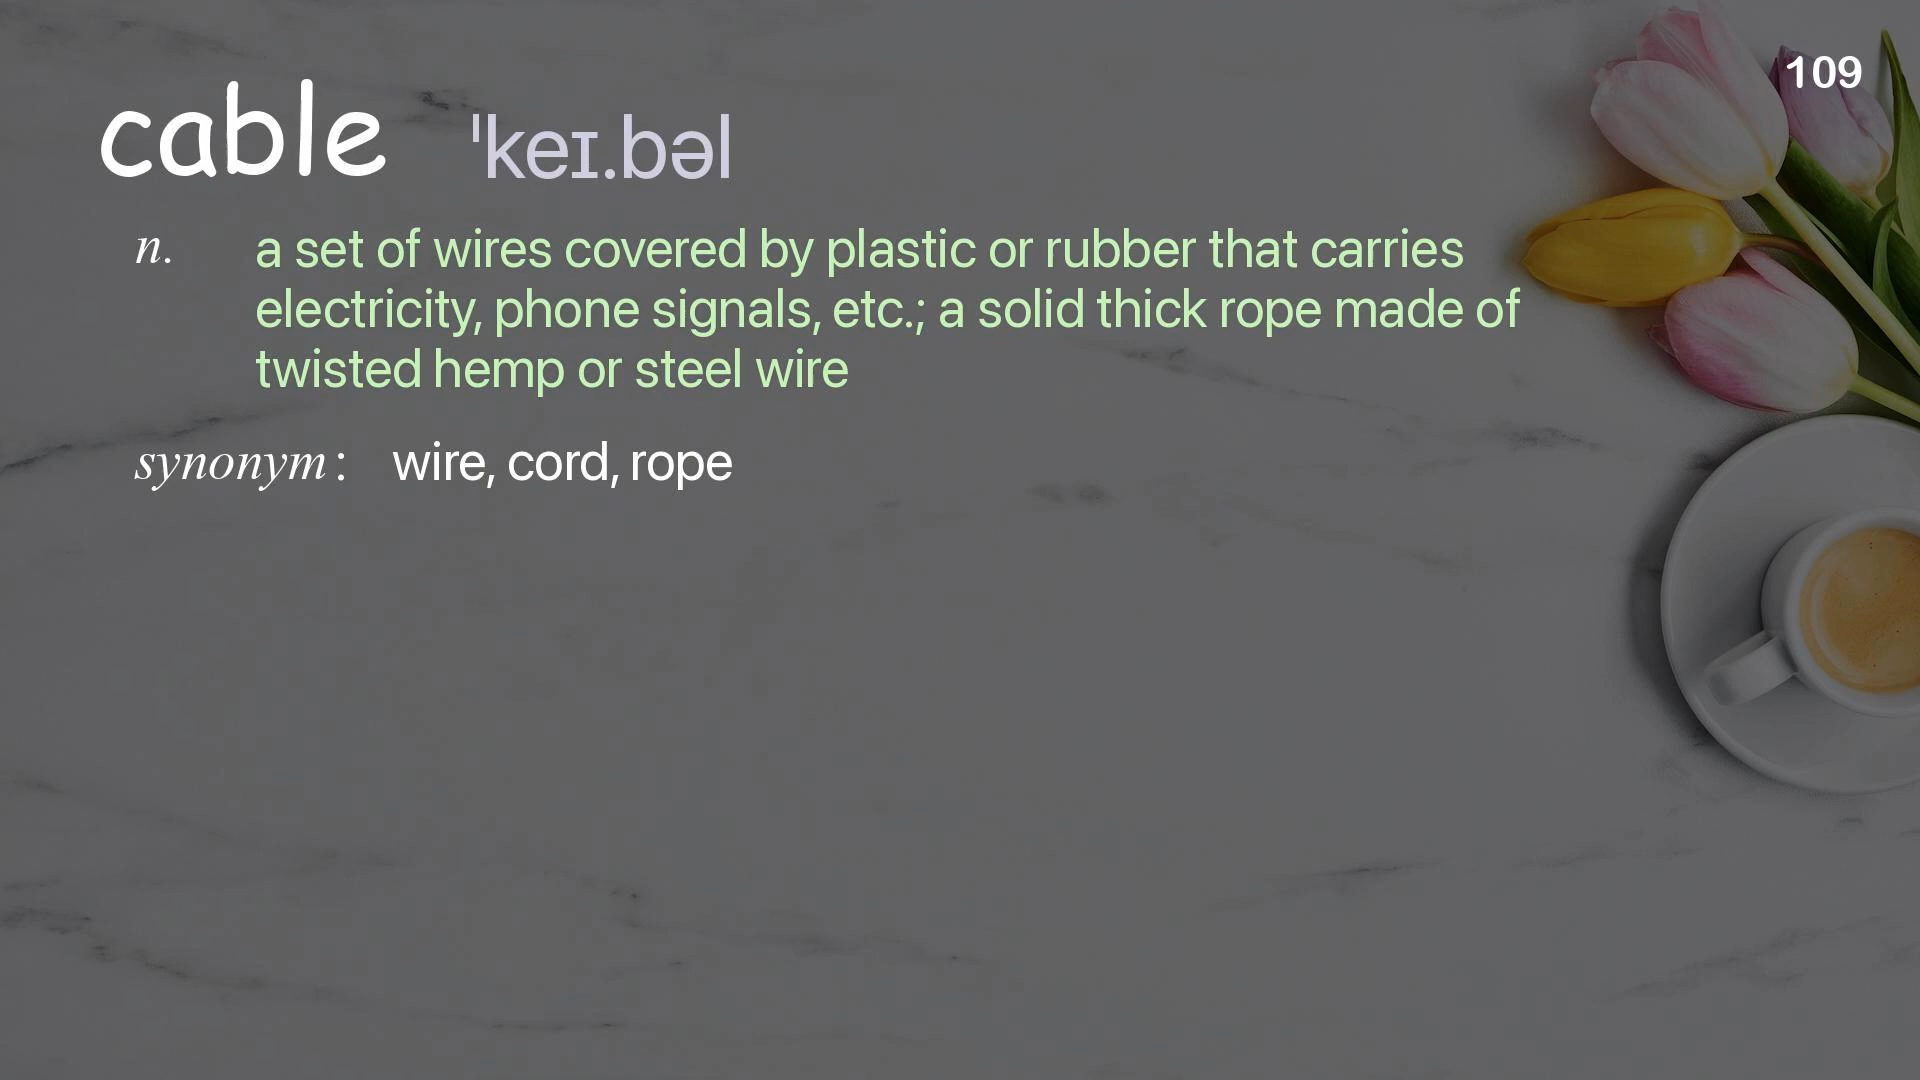 109
cable ˈkeɪ.bəl
n. a set of wires covered by plastic or rubber that carries
electricity, phone signals, etc.; a solid thick rope made of
twisted hemp or steel wire
synonym: wire, cord, rope